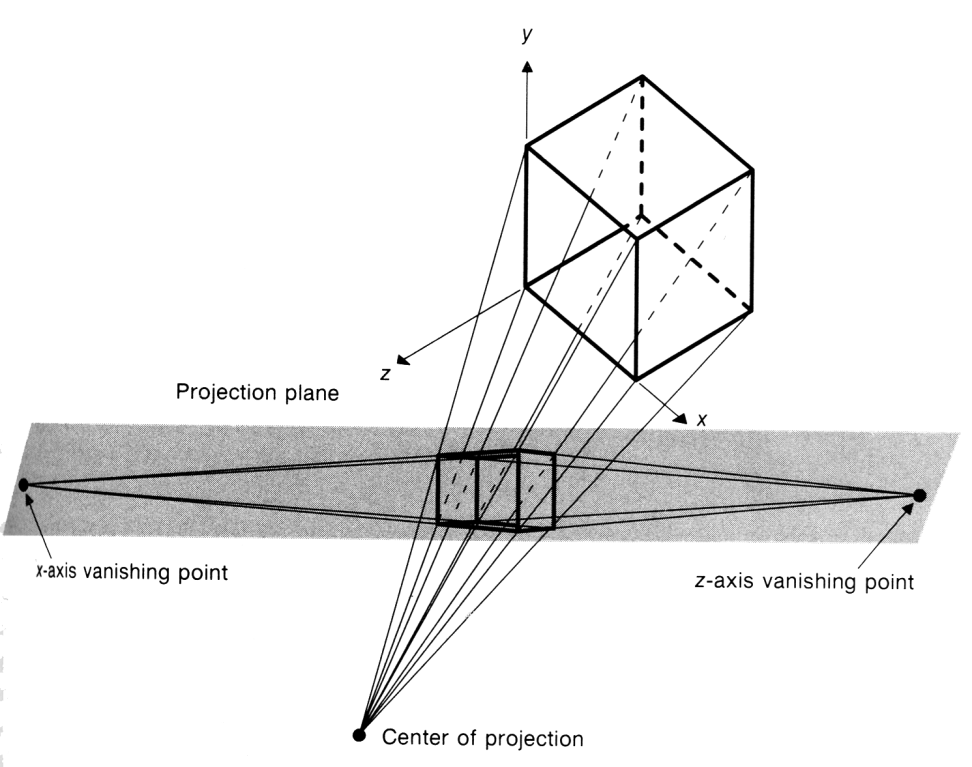 y
z
Projection plane
x
x-axis vanishing point
z-axis vanishing point
Center of projection